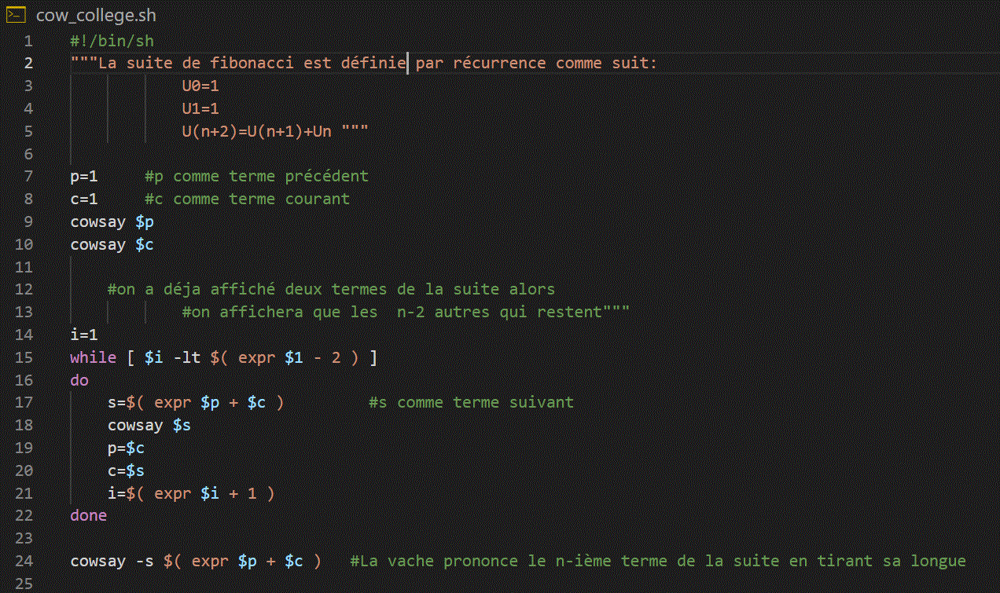 cow_college.sh
1 #!/bin/sh
2 """La suite de fibonacci est définie par récurrence comme suit:
3 U0=1
4 U1=1
5 U(n+2)=U(n+1)+Un """
6
7 p=1 #p comme terme précédent
8 c=1 #c comme terme courant
9 cowsay $p
10 cowsay $c
11
12 #on a déja affiché deux termes de la suite alors
13 #on affichera que les  n-2 autres qui restent"""
14 i=1
15 while [ $i -lt $( expr $1 - 2 ) ]
16 do
17 s=$( expr $p + $c ) #s comme terme suivant
18 cowsay $s
19 p=$c
20 c=$s
21 i=$( expr $i + 1 )
22 done
23
24 cowsay -s $( expr $p + $c ) #La vache prononce le n-ième terme de la suite en tirant sa longue
25